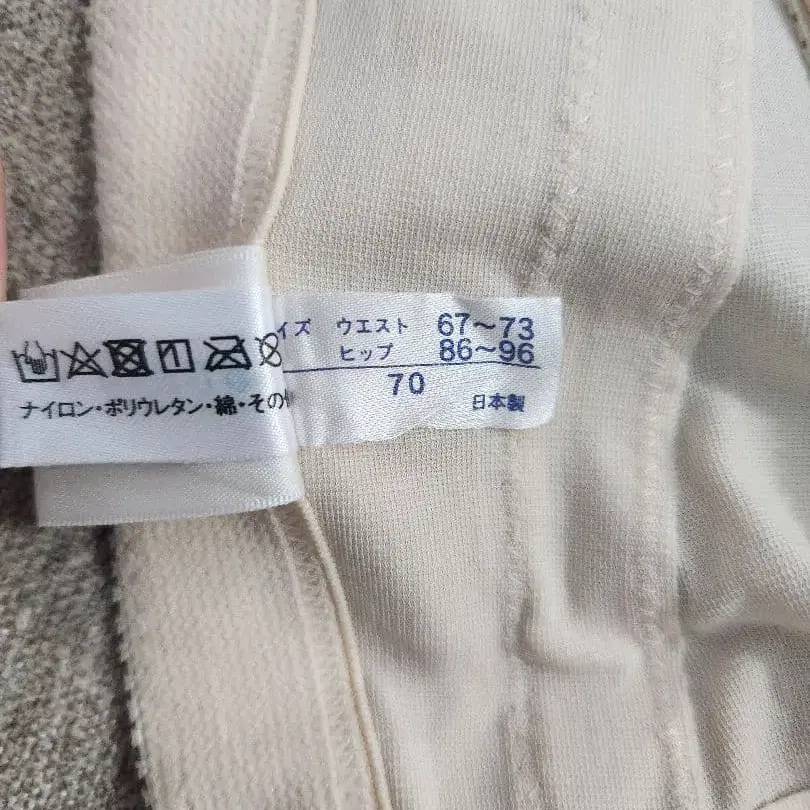 イズ ウエスト 67～73
ヒップ 86～96
70
日本製
ナイロン・ポリウレタン・綿・その